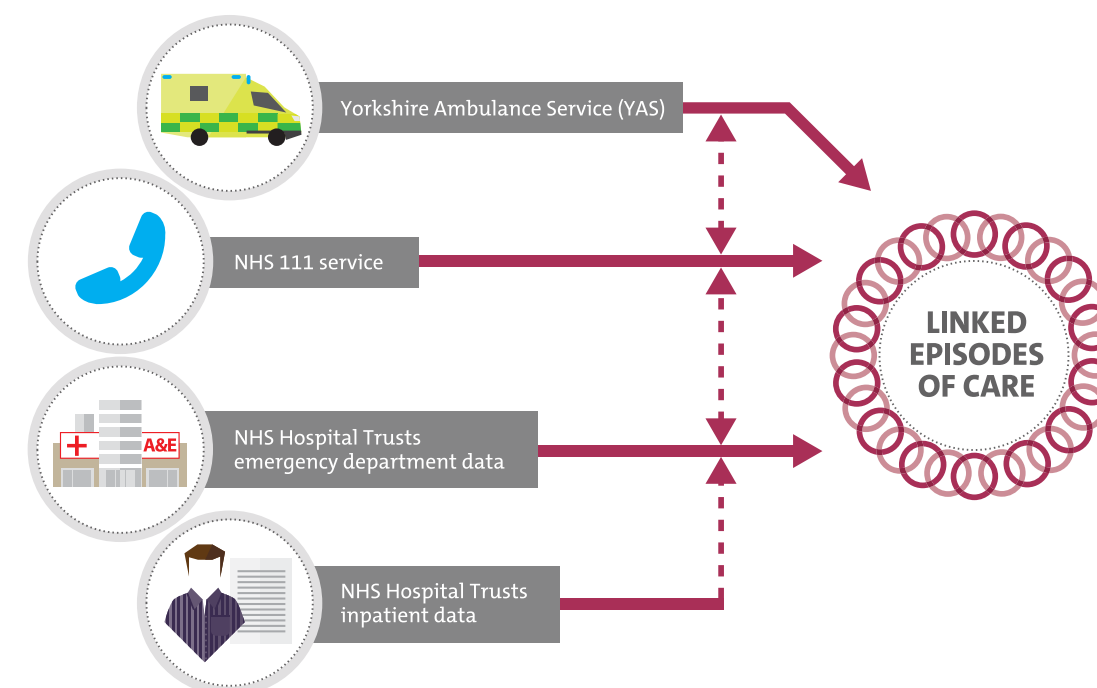 Yorkshire Ambulance Service (YAS)
NHS 111 service
A&E
NHS Hospital Trusts
emergency department data
NHS Hospital Trusts
inpatient data
LINKED
EPISODES
OF CARE